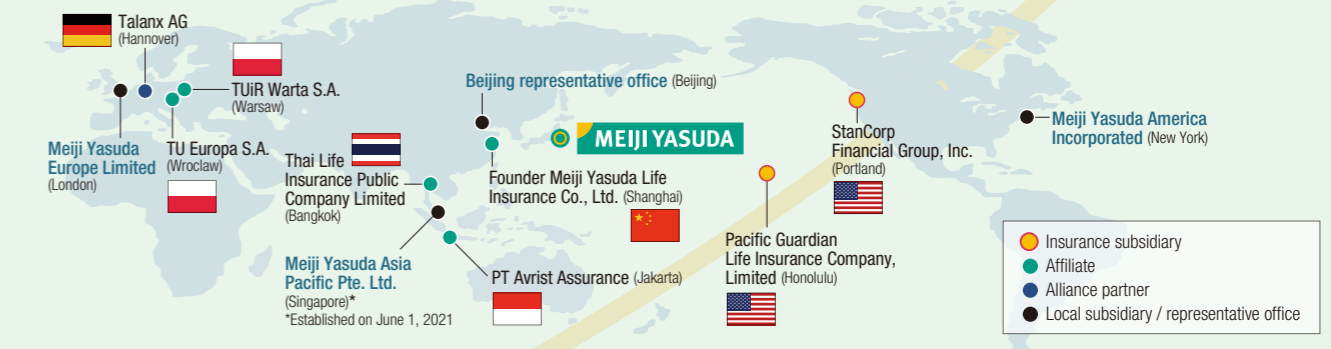 Talanx AG
(Hannover)
TUiR Warta S.A.
(Warsaw)
Meiji Yasuda
Europe Limited
(London)
TU Europa S.A.
(Wroclaw)
Thai Life
Insurance Public
Company Limited
(Bangkok)
Meiji Yasuda Asia
Pacific Pte. Ltd.
(Singapore)*
*Established on June 1, 2021
Beijing representative office (Beijing)
MEIJI YASUDA
Founder Meiji Yasuda Life
Insurance Co., Ltd. (Shanghai)
PT Avrist Assurance (Jakarta)
Pacific Guardian
Life Insurance Company,
Limited (Honolulu)
StanCorp
Financial Group, Inc.
(Portland)
Meiji Yasuda America
Incorporated (New York)
Insurance subsidiary
Affiliate
Alliance partner
Local subsidiary / representative office